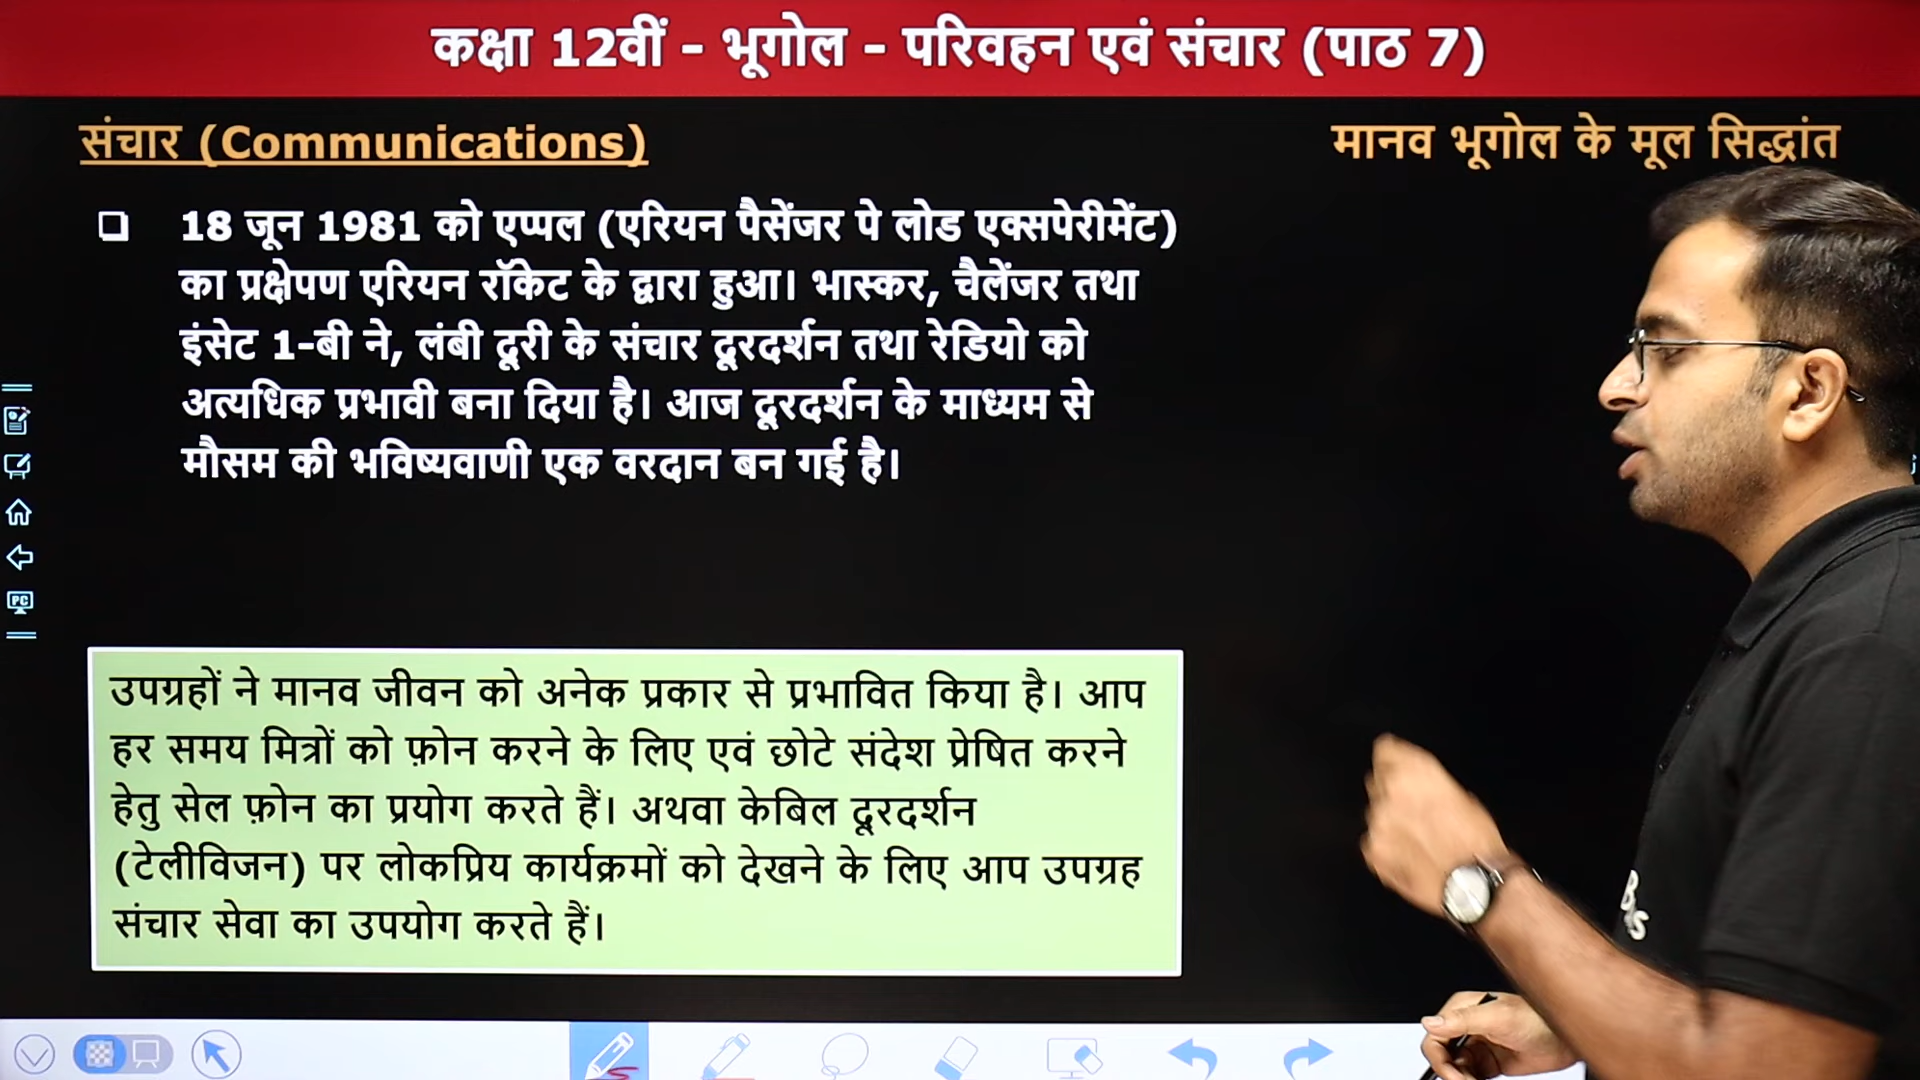 कक्षा 12वीं - भूगोल - परिवहन एवं संचार (पाठ 7)
संचार (Communications)
मानव भूगोल के मूल सिद्धांत
18 जून 1981 को एप्पल (एरियन पैसेंजर पे लोड एक्सपेरीमेंट)
का प्रक्षेपण एरियन रॉकेट के द्वारा हुआ। भास्कर, चैलेंजर तथा
इंसेट 1-बी ने, लंबी दूरी के संचार दूरदर्शन तथा रेडियो को
अत्यधिक प्रभावी बना दिया है। आज दूरदर्शन के माध्यम से
मौसम की भविष्यवाणी एक वरदान बन गई है।
PC
उपग्रहों ने मानव जीवन को अनेक प्रकार से प्रभावित किया है। आप
हर समय मित्रों को फ़ोन करने के लिए एवं छोटे संदेश प्रेषित करने
हेतु सेल फ़ोन का प्रयोग करते हैं। अथवा केबिल दूरदर्शन
(टेलीविजन) पर लोकप्रिय कार्यक्रमों को देखने के लिए आप उपग्रह
संचार सेवा का उपयोग करते हैं।